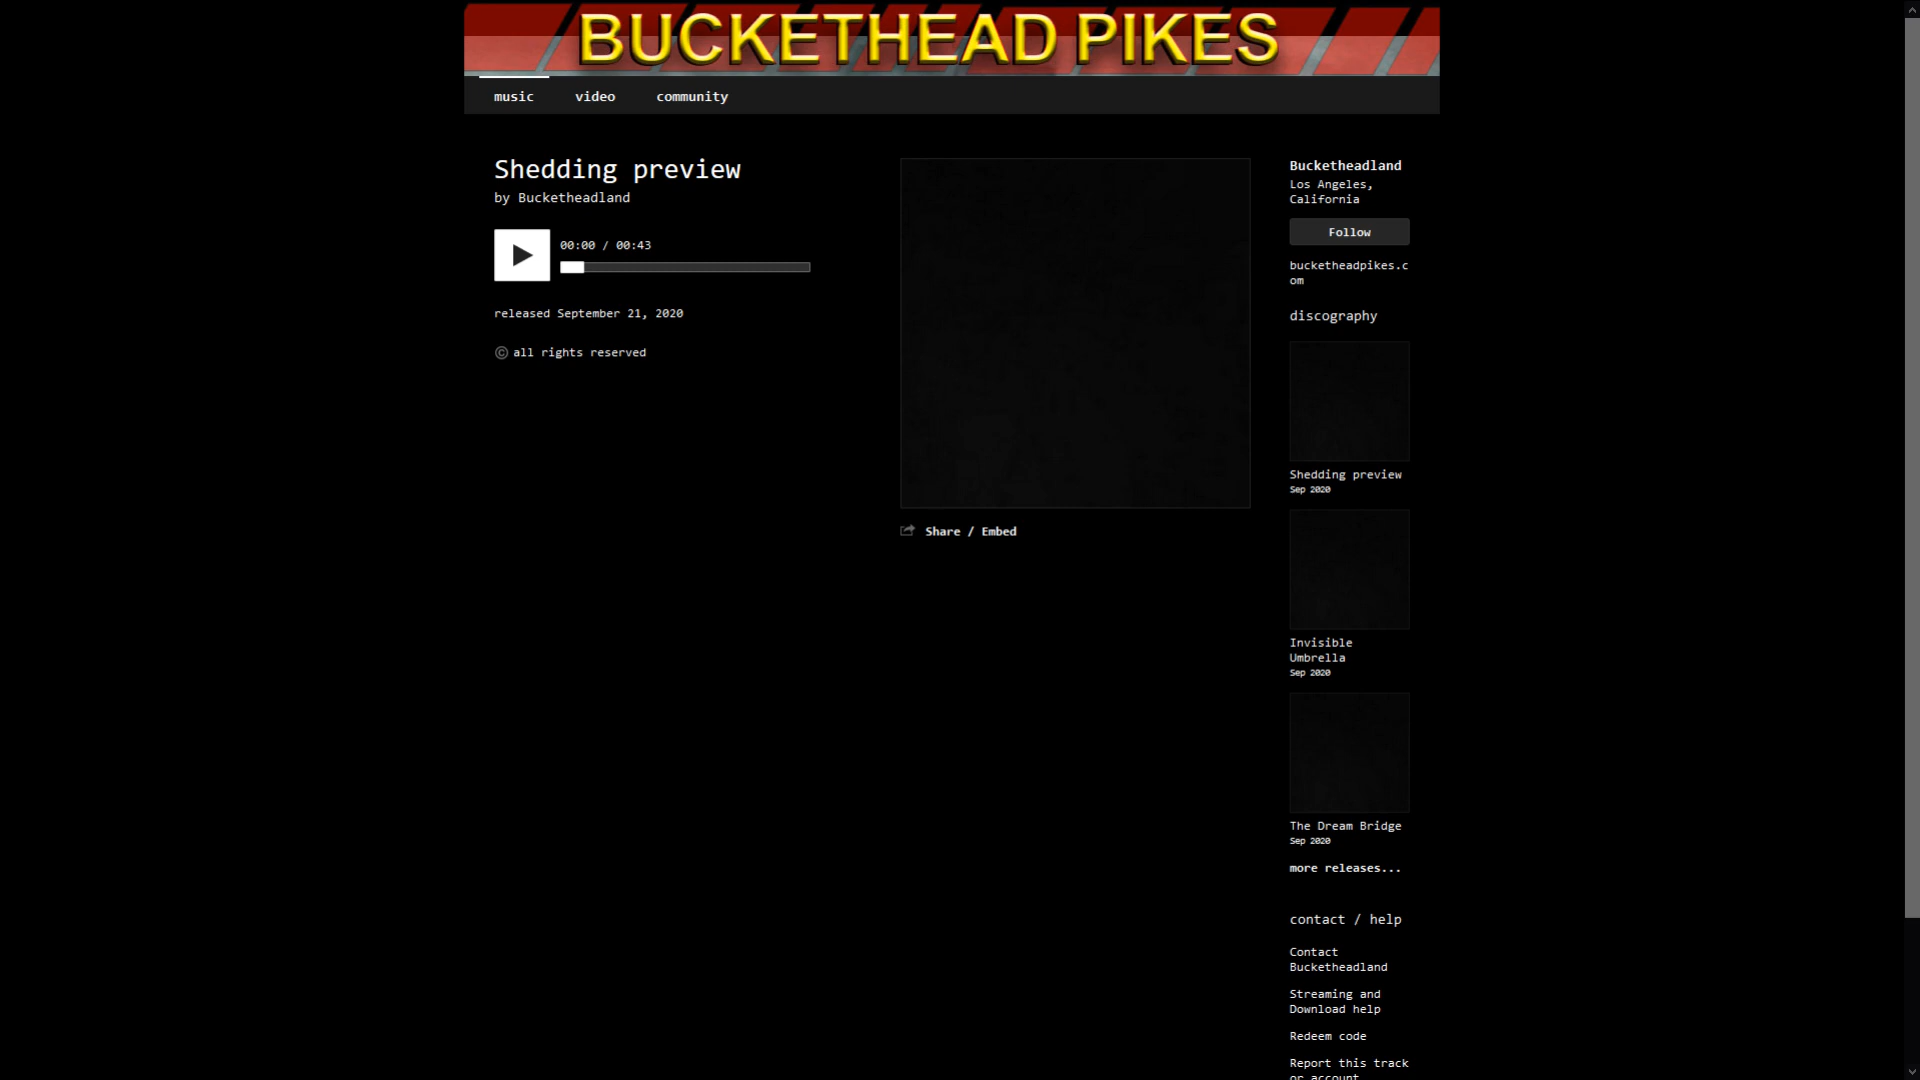 BUCKETHEAD PIKES
music video community
Shedding preview
by Bucketheadland
00:00 / 00:43
released September 21, 2020
© all rights reserved
Share / Embed
Bucketheadland
Los Angeles,
California
Follow
bucketheadpikes.c
om
discography
Shedding preview
Sep 2020
Invisible
Umbrella
Sep 2020
The Dream Bridge
Sep 2020
more releases...
contact / help
Contact
Bucketheadland
Streaming and
Download help
Redeem code
Report this track
or account